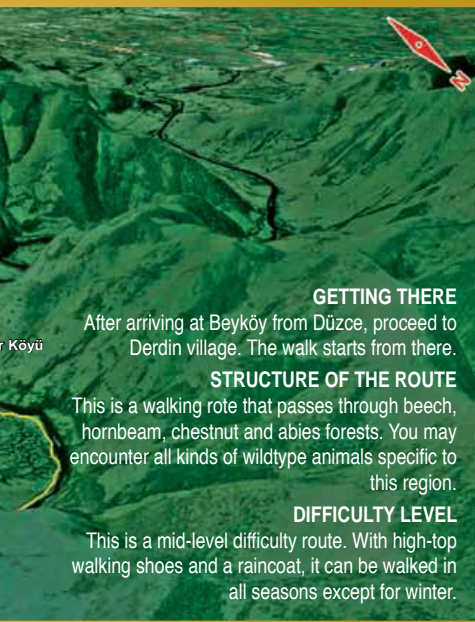 N
r Köyü
GETTING THERE
After arriving at Beyköy from Düzce, proceed to
Derdin village. The walk starts from there.
STRUCTURE OF THE ROUTE
This is a walking rote that passes through beech,
hornbeam, chestnut and abies forests. You may
encounter all kinds of wildtype animals specific to
this region.
DIFFICULTY LEVEL
This is a mid-level difficulty route. With high-top
walking shoes and a raincoat, it can be walked in
all seasons except for winter.